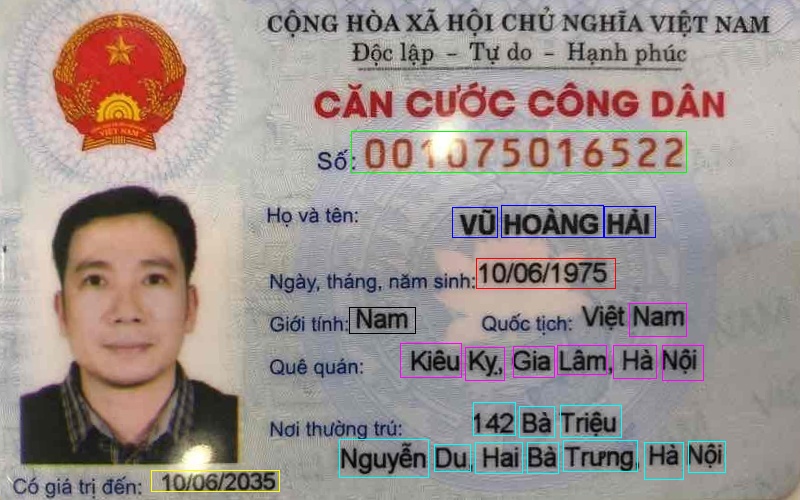 CỘNG HÒA XÃ HỘI CHỦ NGHĨA VIỆT NAM
Độc lập - Tự do - Hạnh phúc
CĂN CƯỚC CÔNG DÂN
Số: 001075016522
Họ và tên: VŨ HOÀNG HẢI
Ngày, tháng, năm sinh: 10/06/1975
Giới tính: Nam Quốc tịch: Việt Nam
Quê quán: Kiêu Kỵ, Gia Lâm, Hà Nội
Nơi thường trú: 142 Bà Triệu
Nguyễn Du, Hai Bà Trưng, Hà Nội
Có giá trị đến: 10/06/2035
VIỆT NAM